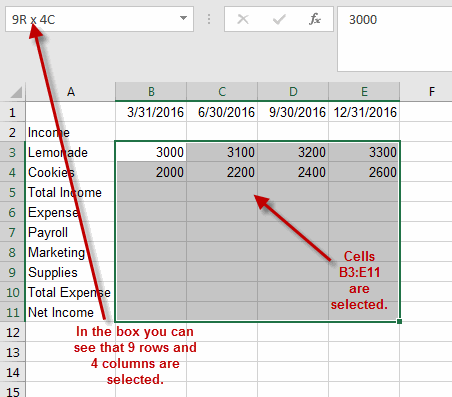 9R x 4C fx 3000
A B C D E F
1 3/31/2016 6/30/2016 9/30/2016 12/31/2016
2 Income
3 Lemonade 3000 3100 3200 3300
4 Cookies 2000 2200 2400 2600
5 Total Income
6 Expense
7 Payroll
8 Marketing
9 Supplies
10 Total Expense
11 Net Income
12
13
14
15
Cells
B3:E11
are
selected.
In the box you can
see that 9 rows and
4 columns are
selected.